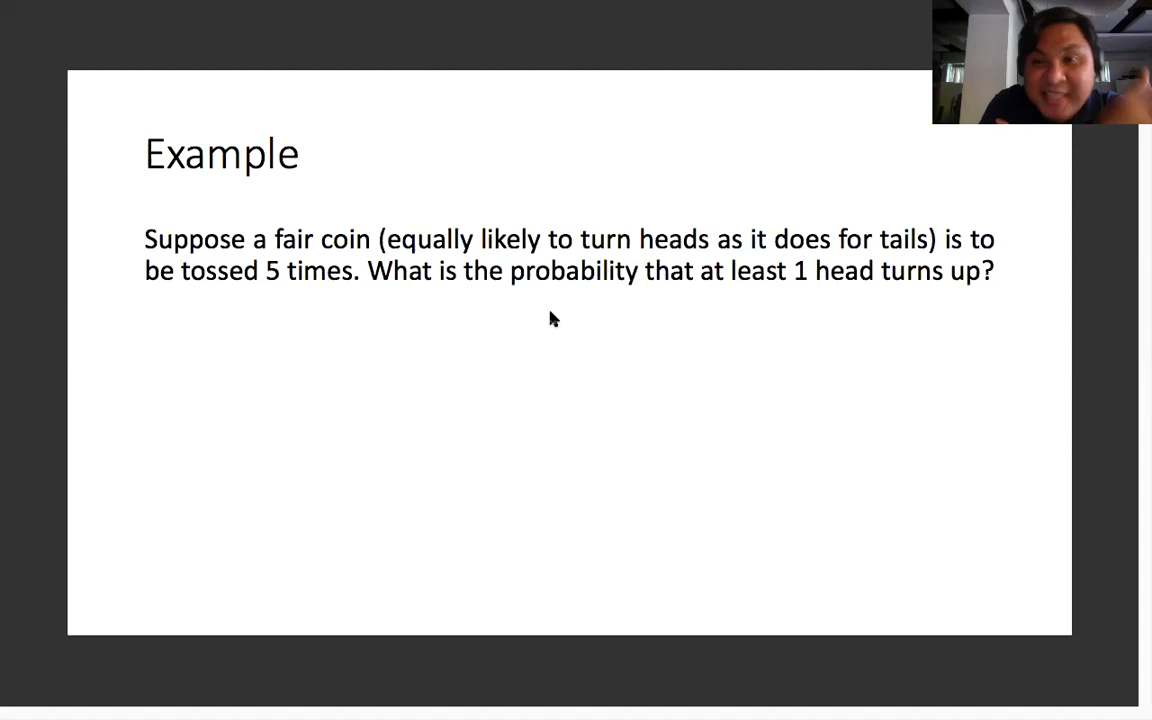 Example
Suppose a fair coin (equally likely to turn heads as it does for tails) is to
be tossed 5 times. What is the probability that at least 1 head turns up?